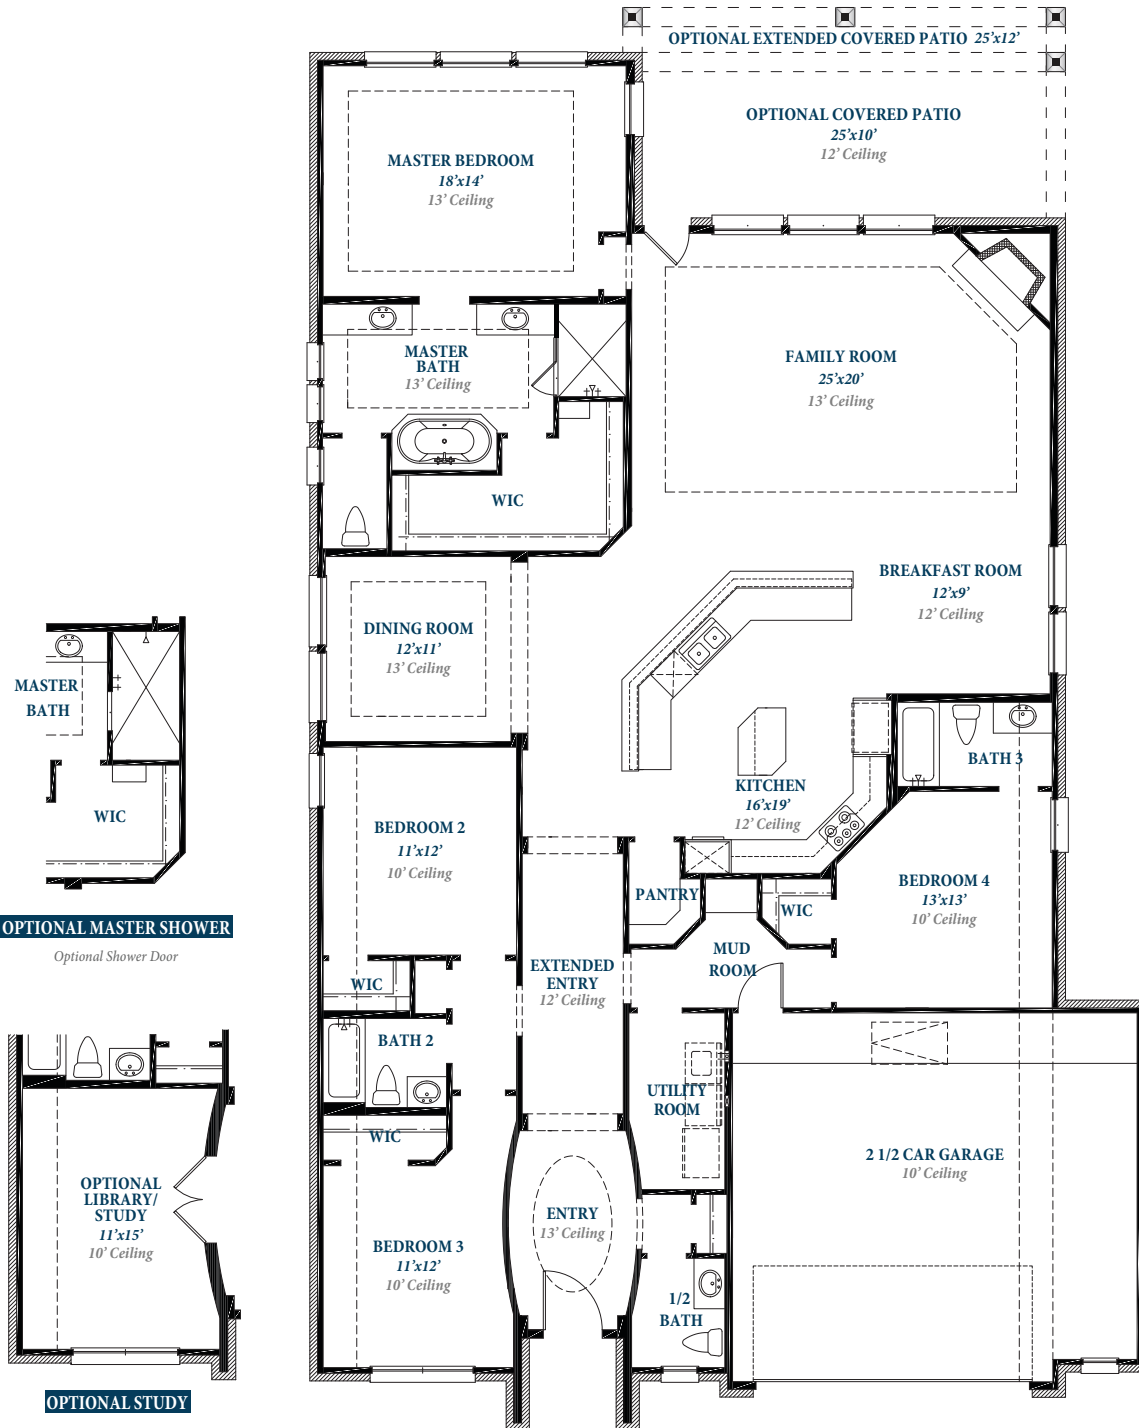 OPTIONAL EXTENDED COVERED PATIO 25'x12'
OPTIONAL COVERED PATIO
25'x10'
12' Ceiling
MASTER BEDROOM
18'x14'
13' Ceiling
MASTER
BATH
13' Ceiling
FAMILY ROOM
25'x20'
13' Ceiling
WIC
BREAKFAST ROOM
12'x9'
12' Ceiling
DINING ROOM
12'x11'
13' Ceiling
MASTER
BATH
WIC
OPTIONAL MASTER SHOWER
Optional Shower Door
BATH 3
KITCHEN
16'x19'
12' Ceiling
BEDROOM 2
11'x12'
10' Ceiling
PANTRY
WIC
BEDROOM 4
13'x13'
10' Ceiling
MUD
ROOM
EXTENDED
ENTRY
12' Ceiling
WIC
BATH 2
UTILITY
ROOM
WIC
2 1/2 CAR GARAGE
10' Ceiling
OPTIONAL
LIBRARY/
STUDY
11'x15'
10' Ceiling
ENTRY
13' Ceiling
BEDROOM 3
11'x12'
10' Ceiling
1/2
BATH
OPTIONAL STUDY